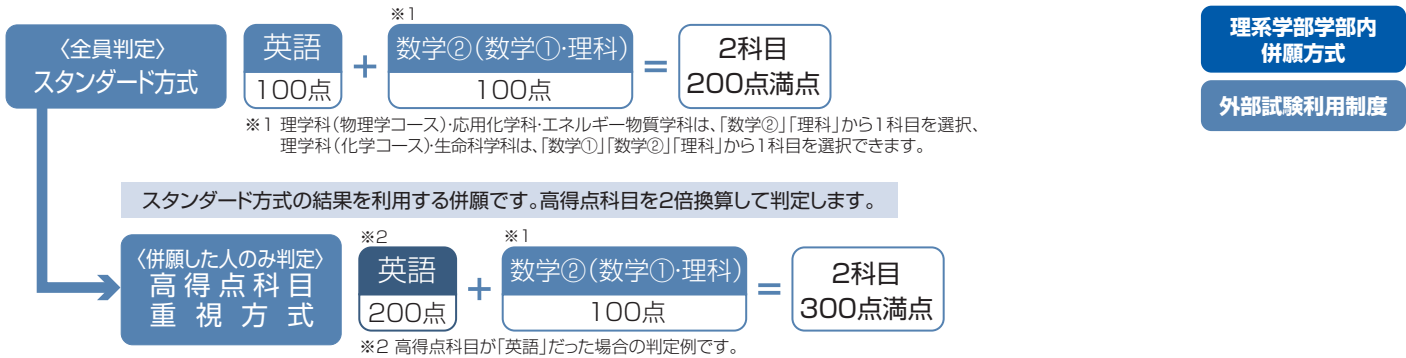 〈全員判定〉
スタンダード方式
※1
英語
100点
+
数学②(数学①・理科)
100点
=
2科目
200点満点
※1 理学科(物理学コース)・応用化学科・エネルギー物質学科は、「数学②」「理科」から1科目を選択、
理学科(化学コース)・生命科学科は、「数学①」「数学②」「理科」から1科目を選択できます。
理系学部学部内
併願方式
外部試験利用制度
スタンダード方式の結果を利用する併願です。高得点科目を2倍換算して判定します。
〈併願した人のみ判定〉
高得点科目
重視方式
※2
英語
200点
+
※1
数学②(数学①・理科)
100点
=
2科目
300点満点
※2 高得点科目が「英語」だった場合の判定例です。